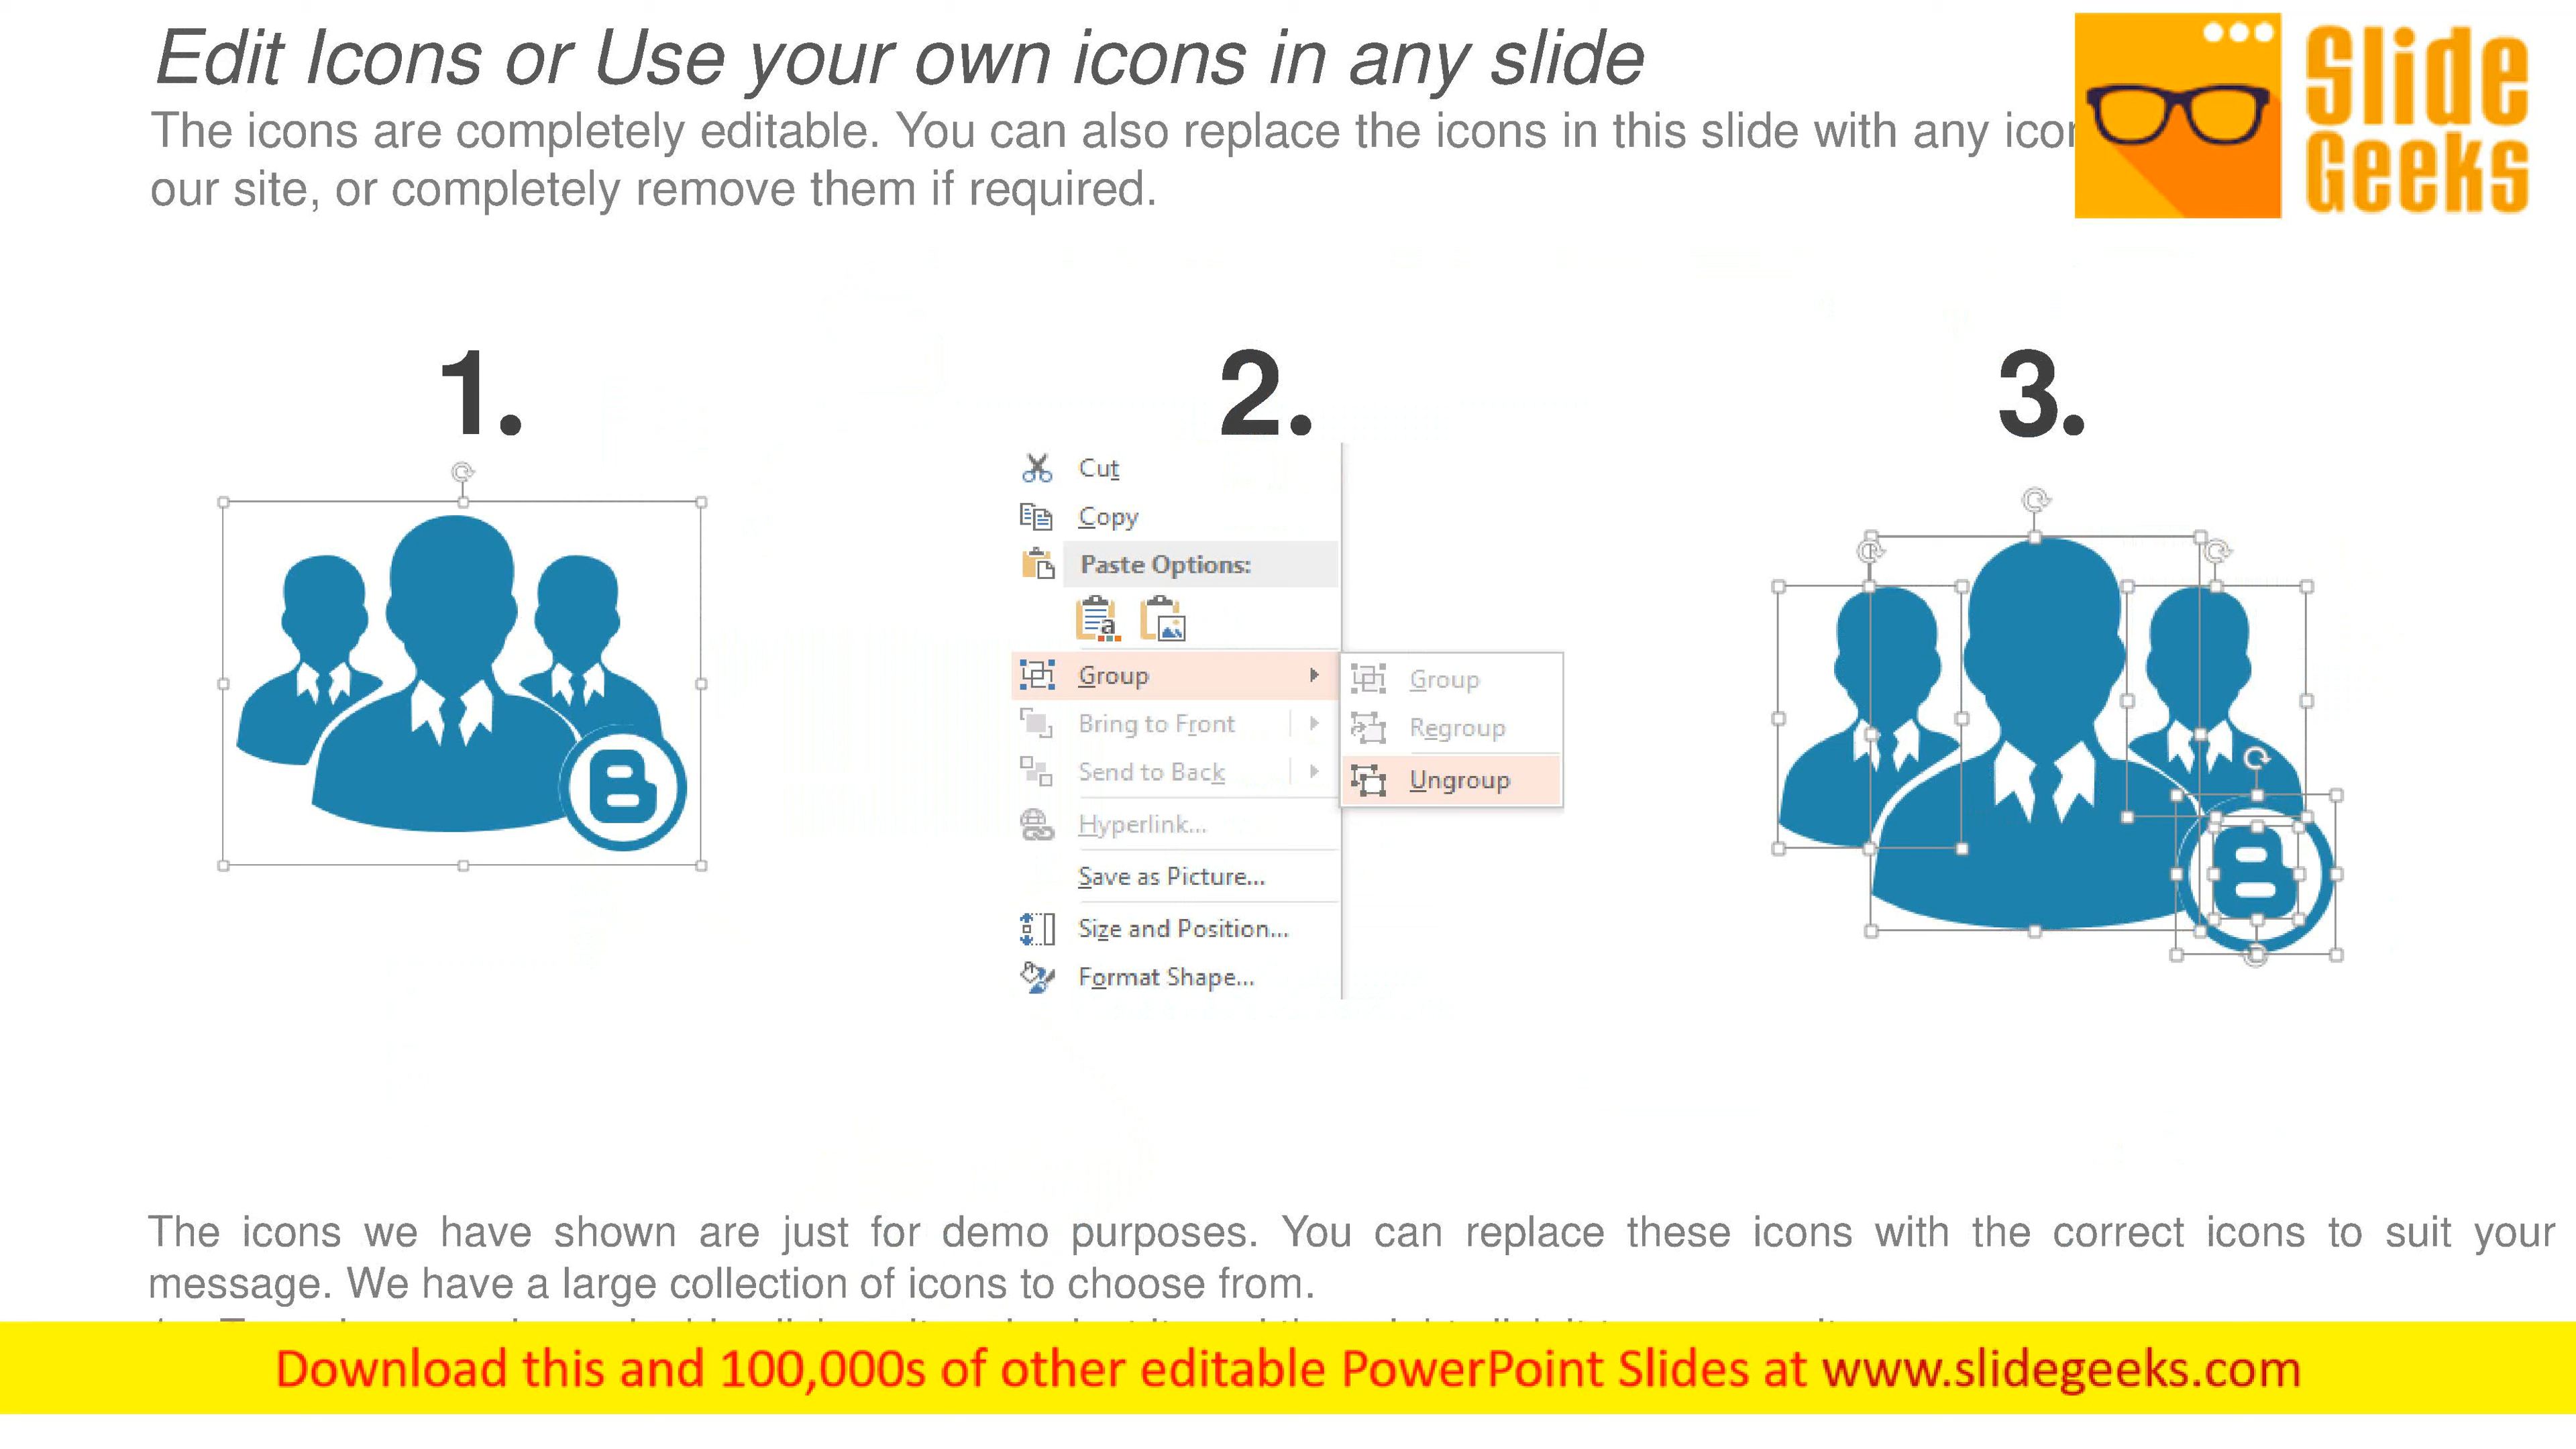 Edit Icons or Use your own icons in any slide
The icons are completely editable. You can also replace the icons in this slide with any
our site, or completely remove them if required.
Slide
Geeks
1.
2.
3.
Cut
Copy
Paste Options:
Group
Bring to Front
Send to Back
Hyperlink...
Save as Picture...
Size and Position...
Format Shape...
Group
Regroup
Ungroup
The icons we have shown are just for demo purposes. You can replace these icons with the correct icons to suit your
message. We have a large collection of icons to choose from.
Download this and 100,000s of other editable PowerPoint Slides at www.slidegeeks.com